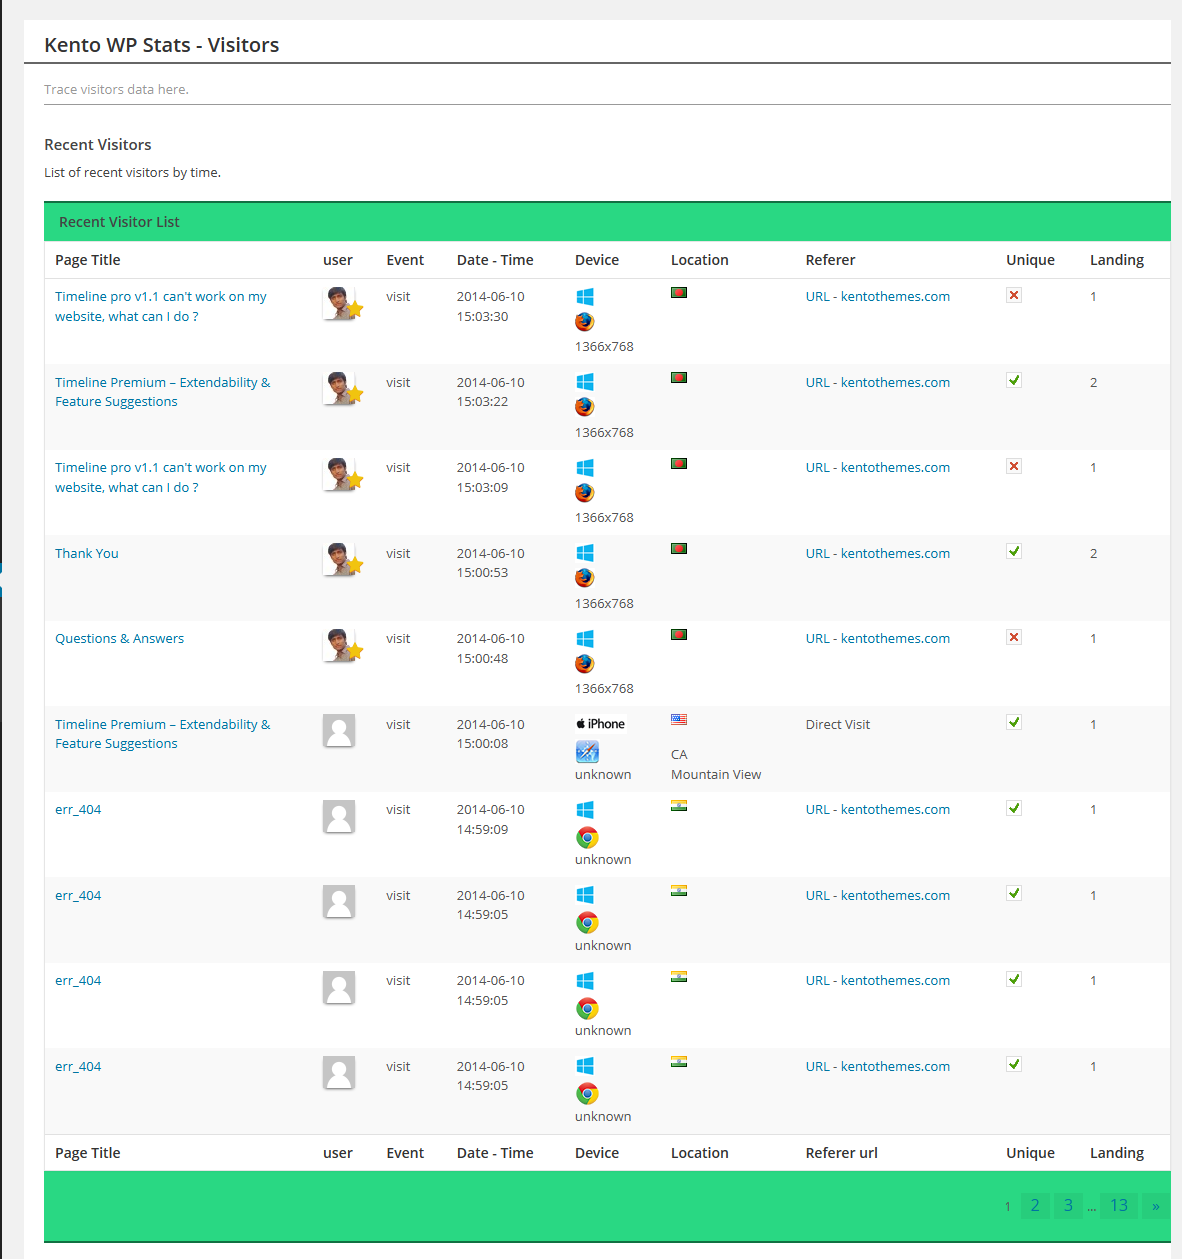 Kento WP Stats - Visitors
Trace visitors data here.
Recent Visitors
List of recent visitors by time.
Recent Visitor List
Page Title user Event Date - Time Device Location Referer Unique Landing
Timeline pro v1.1 can't work on my visit 2014-06-10 URL - kentothemes.com 1
website, what can I do ? 15:03:30
1366x768
Timeline Premium – Extendability & visit 2014-06-10 URL - kentothemes.com 2
Feature Suggestions 15:03:22
1366x768
Timeline pro v1.1 can't work on my visit 2014-06-10 URL - kentothemes.com 1
website, what can I do ? 15:03:09
1366x768
Thank You visit 2014-06-10 URL - kentothemes.com 2
15:00:53
1366x768
Questions & Answers visit 2014-06-10 URL - kentothemes.com 1
15:00:48
1366x768
Timeline Premium – Extendability & visit 2014-06-10 iPhone Direct Visit 1
Feature Suggestions 15:00:08
CA
unknown Mountain View
err_404 visit 2014-06-10 URL - kentothemes.com 1
14:59:09
unknown
err_404 visit 2014-06-10 URL - kentothemes.com 1
14:59:05
unknown
err_404 visit 2014-06-10 URL - kentothemes.com 1
14:59:05
unknown
err_404 visit 2014-06-10 URL - kentothemes.com 1
14:59:05
unknown
Page Title user Event Date - Time Device Location Referer url Unique Landing
1 2 3 ... 13 »